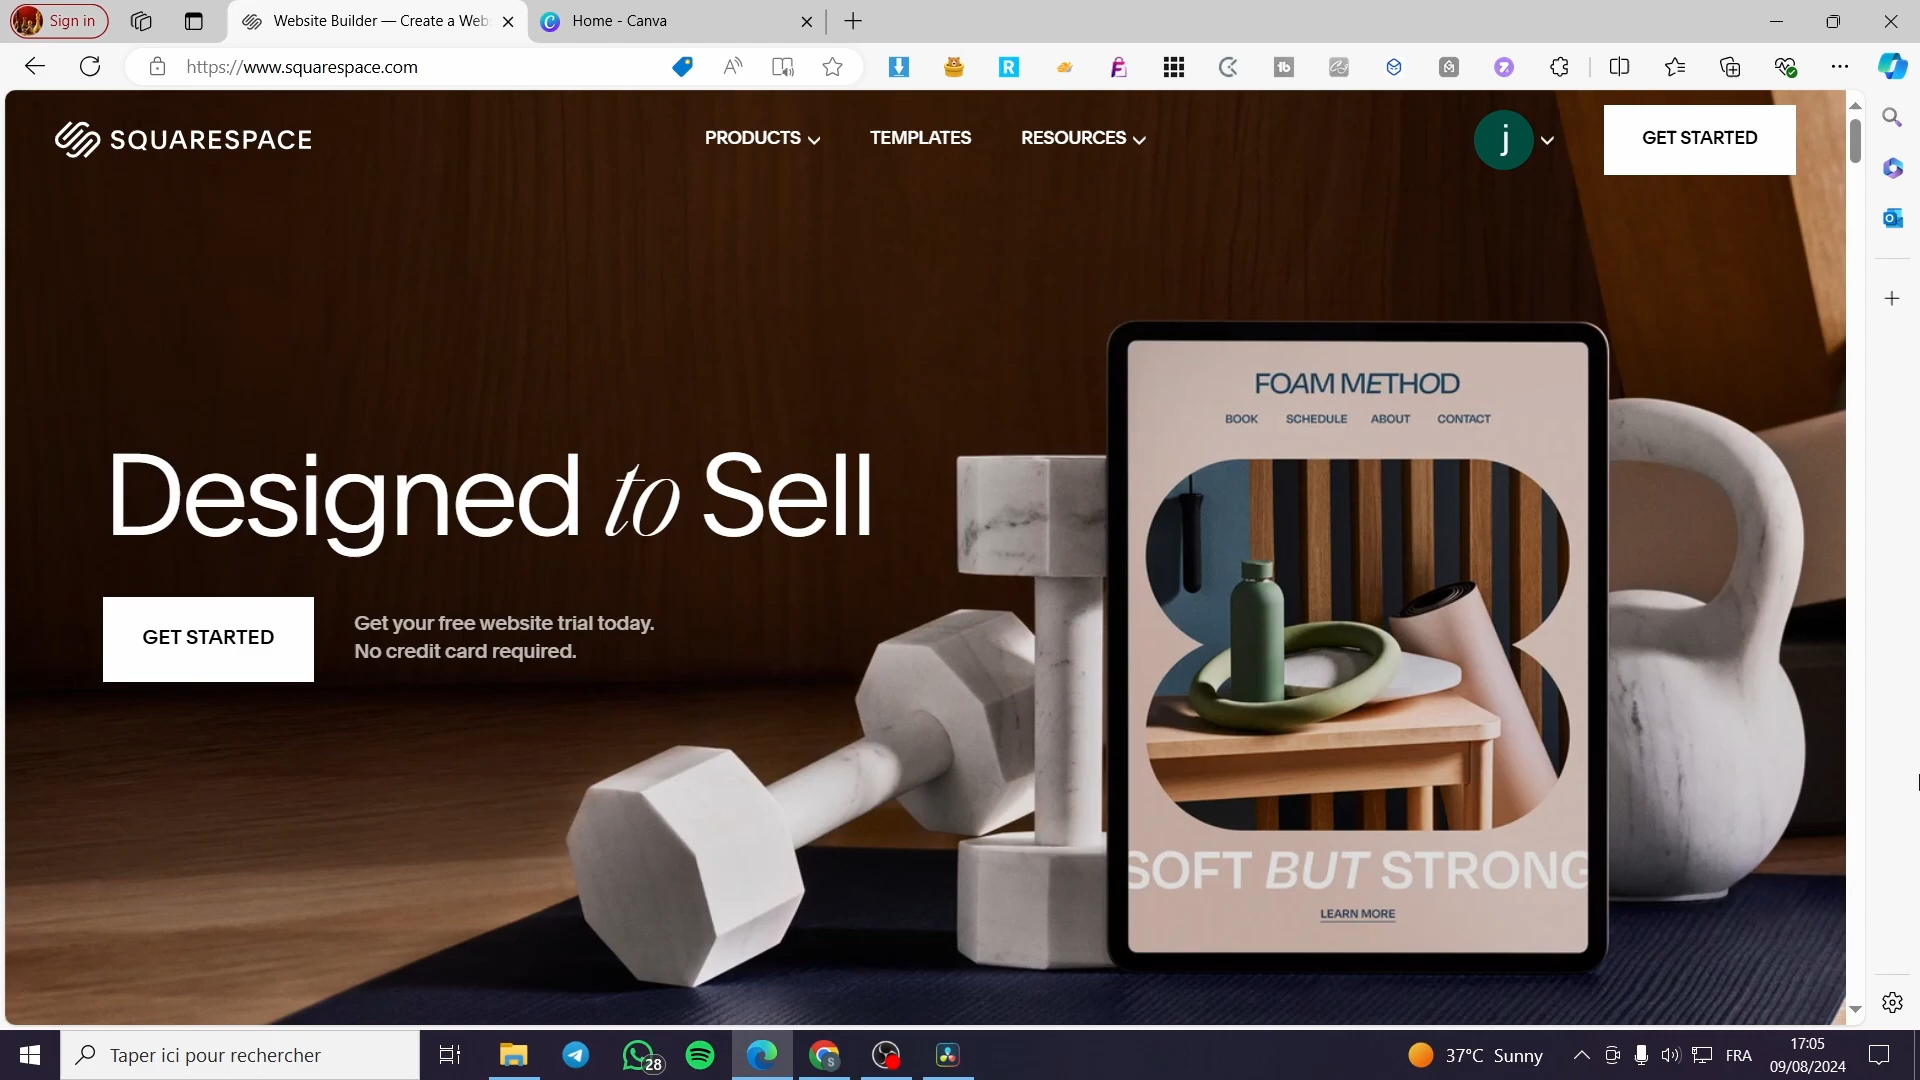 Sign in
Website Builder — Create a Web
Home - Canva
https://www.squarespace.com
SQUARESPACE
PRODUCTS
TEMPLATES
RESOURCES
j
GET STARTED
FOAM METHOD
BOOK
SCHEDULE
ABOUT
CONTACT
Designed to Sell
GET STARTED
Get your free website trial today.
No credit card required.
SOFT BUT STRONG
LEARN MORE
Taper ici pour rechercher
28
S
37°C Sunny
FRA
17:05
09/08/2024